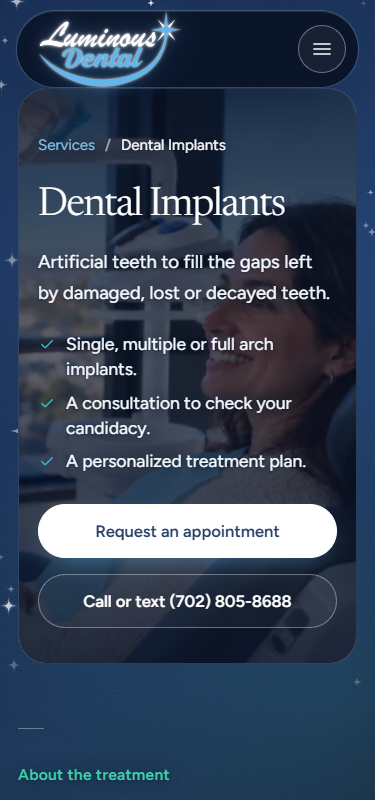 Luminous
Dental
Services / Dental Implants
Dental Implants
Artificial teeth to fill the gaps left
by damaged, lost or decayed teeth.
Single, multiple or full arch
implants.
A consultation to check your
candidacy.
A personalized treatment plan.
Request an appointment
Call or text (702) 805-8688
About the treatment